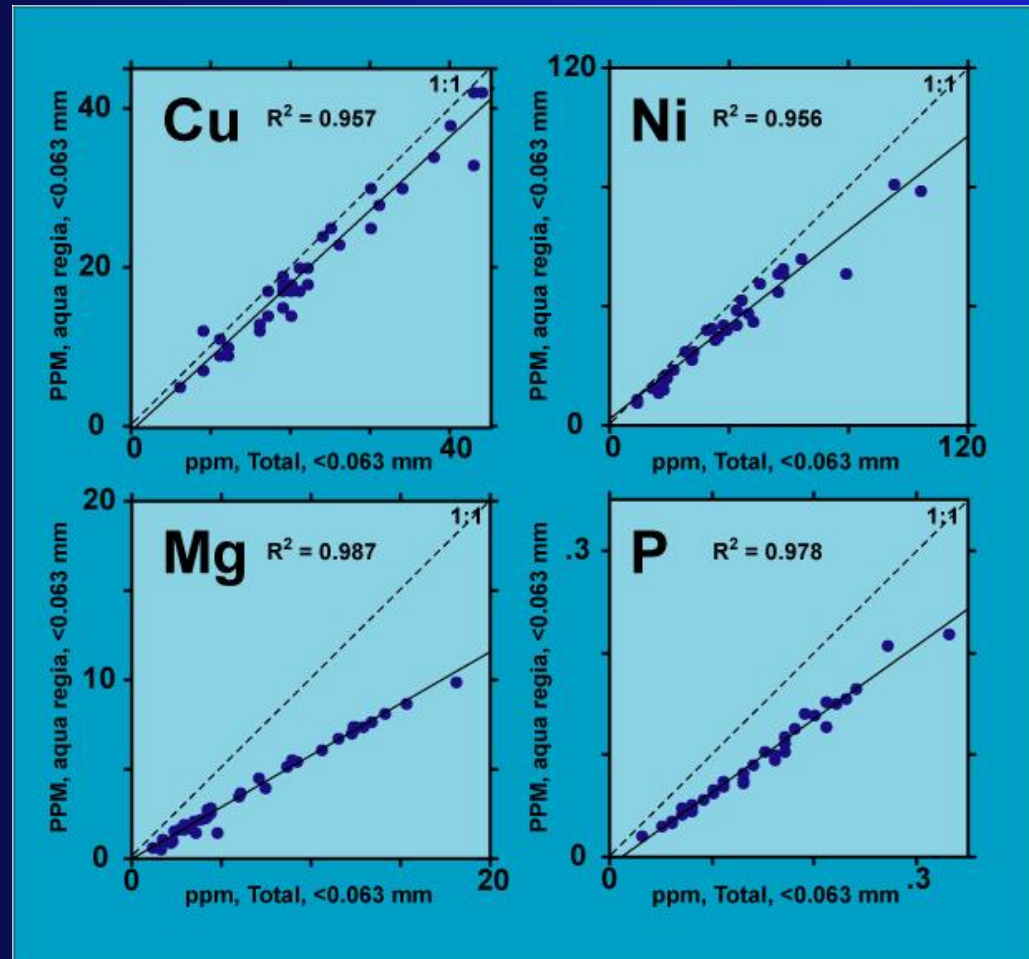 PPM, aqua regia, <0.063 mm
40
20
0
Cu
R² = 0.957
1:1
0
40
ppm, Total, <0.063 mm
PPM, aqua regia, <0.063 mm
120
0
Ni
R² = 0.956
1:1
0
120
ppm, Total, <0.063 mm
PPM, aqua regia, <0.063 mm
20
10
0
Mg
R² = 0.987
1:1
0
20
ppm, Total, <0.063 mm
PPM, aqua regia, <0.063 mm
.3
0
P
R² = 0.978
1:1
0
.3
ppm, Total, <0.063 mm